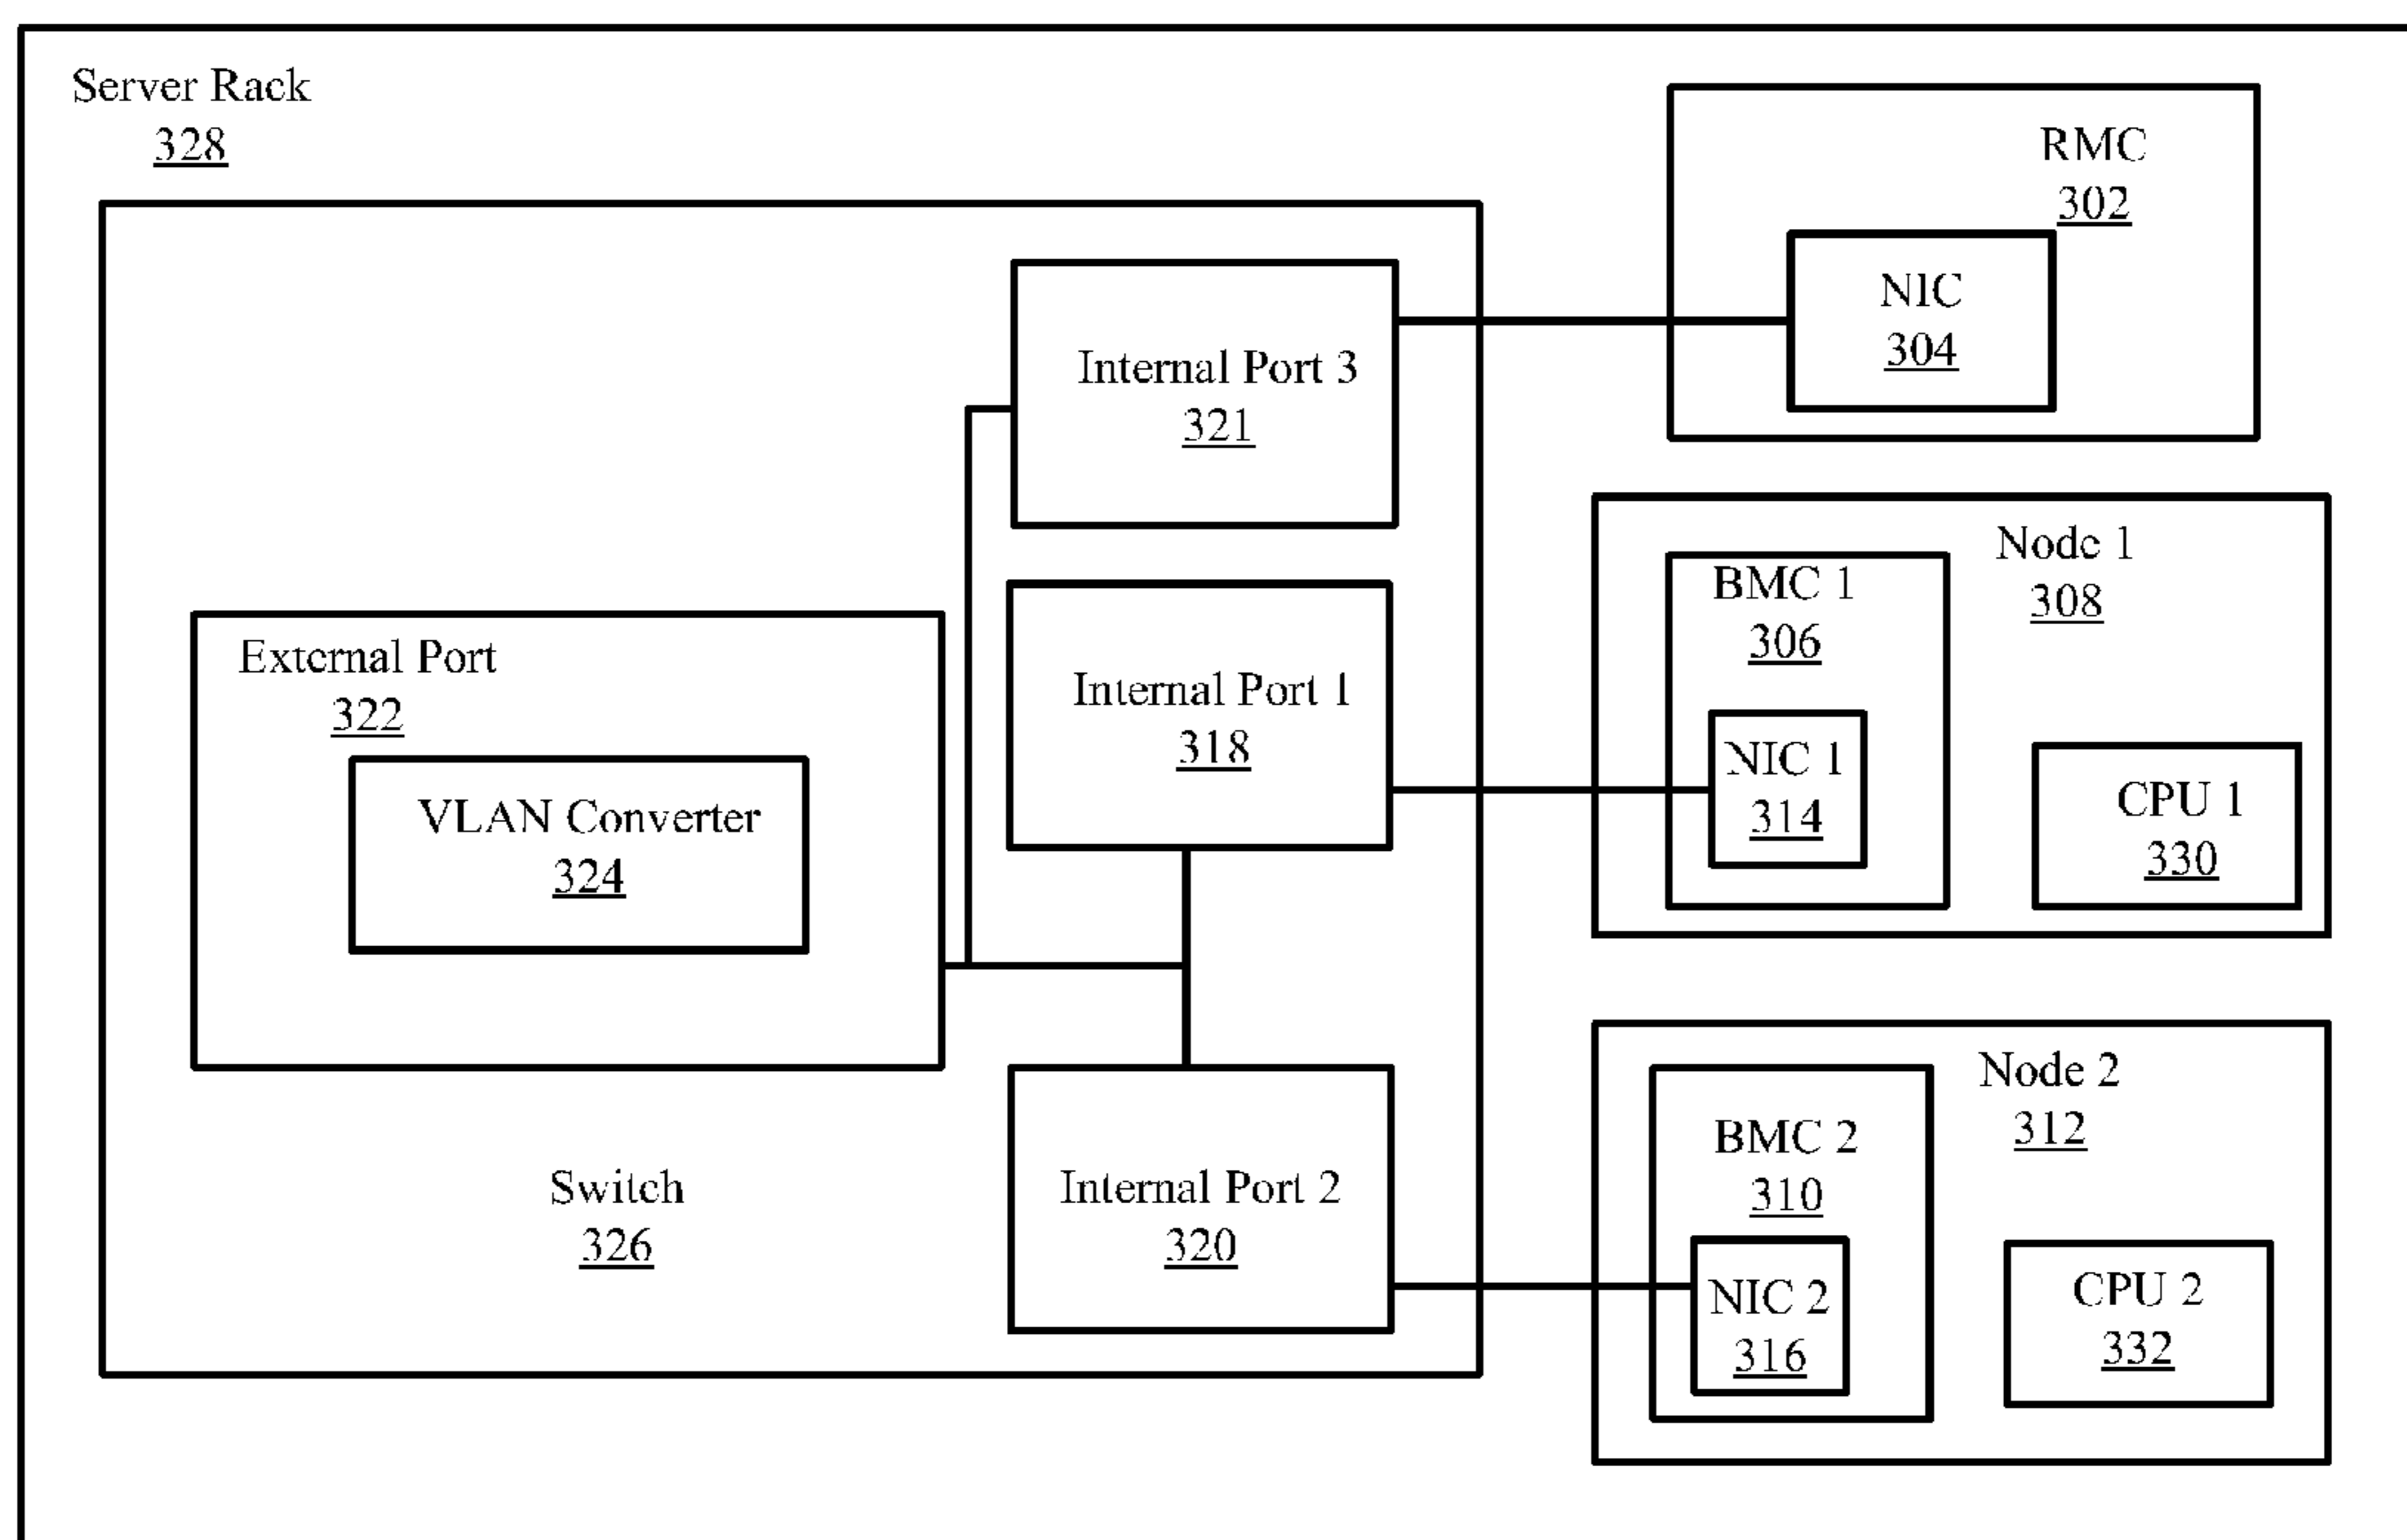 Server Rack
328
RMC
302
NIC
304
Internal Port 3
321
Node 1
308
BMC 1
306
NIC 1
314
CPU 1
330
Internal Port 1
318
External Port
322
VLAN Converter
324
Node 2
312
BMC 2
310
NIC 2
316
CPU 2
332
Internal Port 2
320
Switch
326